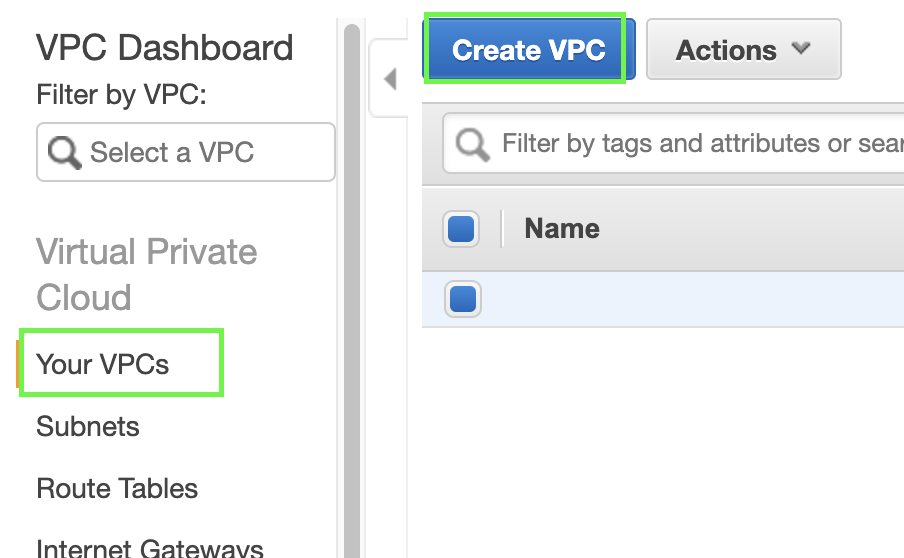 VPC Dashboard
Filter by VPC:
Select a VPC
Virtual Private
Cloud
Your VPCs
Subnets
Route Tables
Internet Gateways
Create VPC
Actions
Filter by tags and attributes or sear
Name